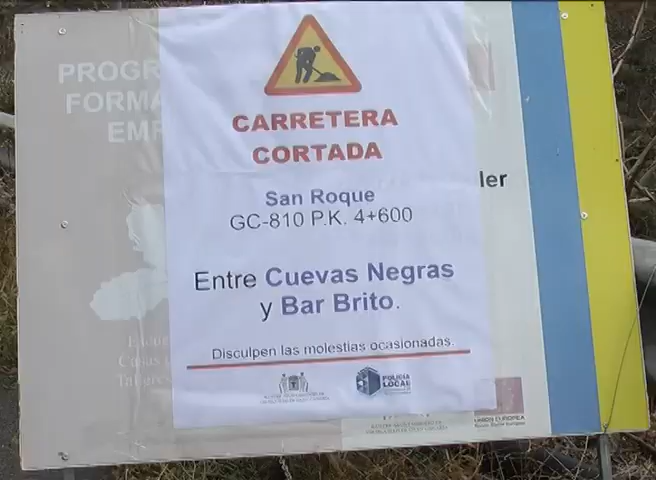 PROGR
FORMA
EMP
CARRETERA
CORTADA
San Roque
GC-810 P.K. 4+600
ler
Entre Cuevas Negras
y Bar Brito.
Disculpen las molestias ocasionadas.
POLICIA
LOCAL